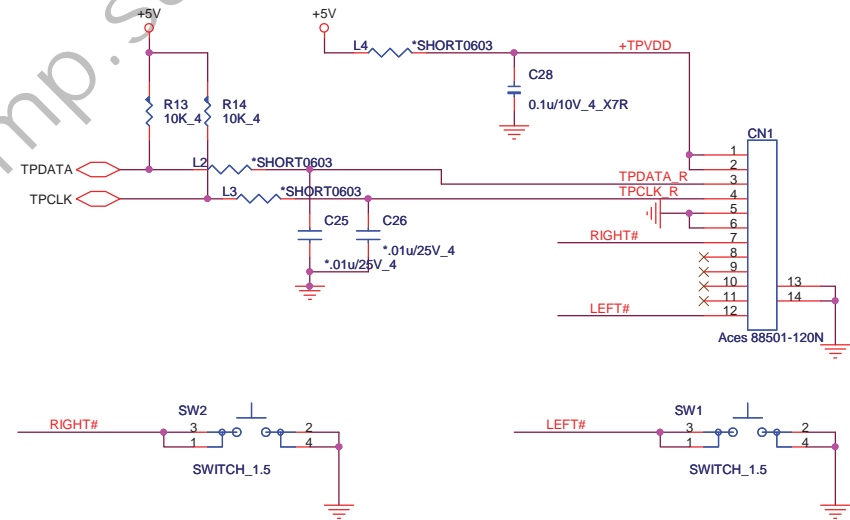 +5V
+5V
L4
*SHORT0603
+TPVDD
C28
0.1u/10V_4_X7R
R13
10K_4
R14
10K_4
CN1
TPDATA
L2
*SHORT0603
TPCLK
L3
*SHORT0603
TPDATA_R
TPCLK_R
1
2
3
4
5
6
7
8
9
10
11
12
13
14
C25
*.01u/25V_4
C26
*.01u/25V_4
RIGHT#
LEFT#
Aces 88501-120N
SW2
RIGHT#
3
1
2
4
SWITCH_1.5
SW1
LEFT#
3
1
2
4
SWITCH_1.5